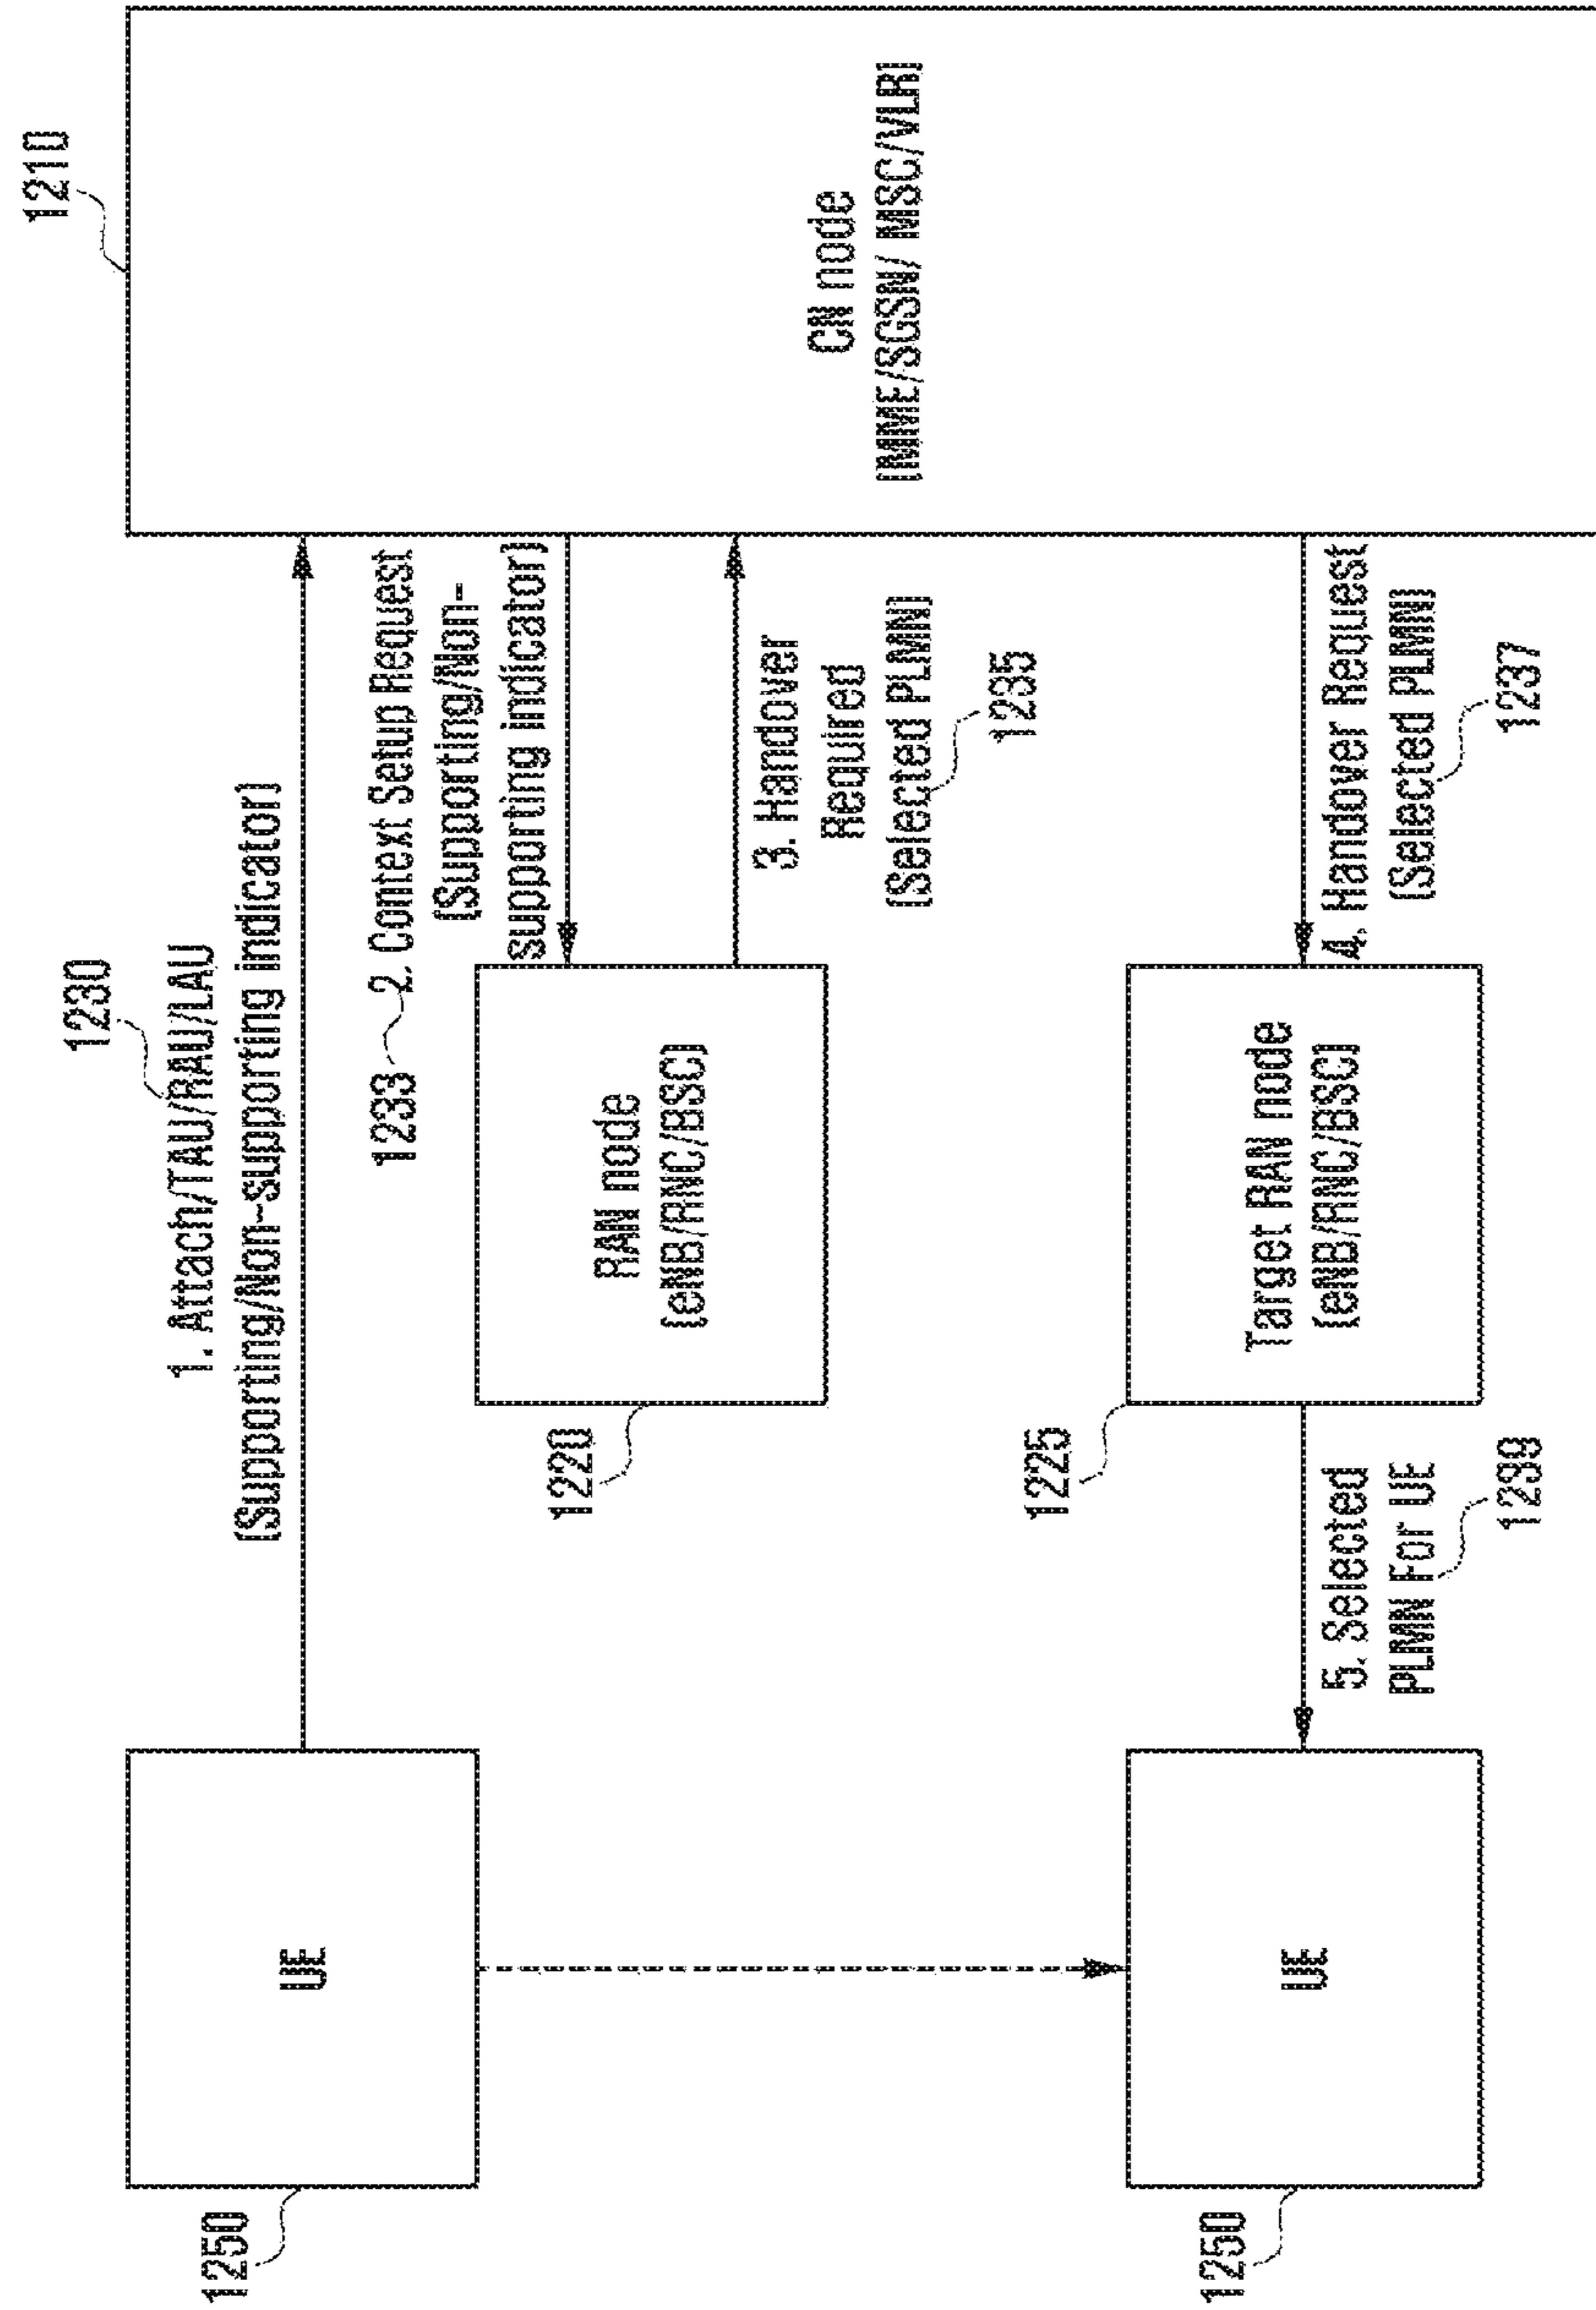 1210
CN node
(MME/SGSN/ MSC/VLR)
1230
1. Attach/TAU/RAU/LAU
(Supporting/Non-supporting indicator)
1233
2. Context Setup Request
(Supporting/Non-
supporting indicator)
3. Handover
Required
(Selected PLMN)
1235
RAN node
(eNB/RNC/BSC)
1220
4. Handover Request
(Selected PLMN)
1237
Target RAN node
(eNB/RNC/BSC)
1225
5. Selected
PLMN For UE
1239
UE
1250
UE
1250